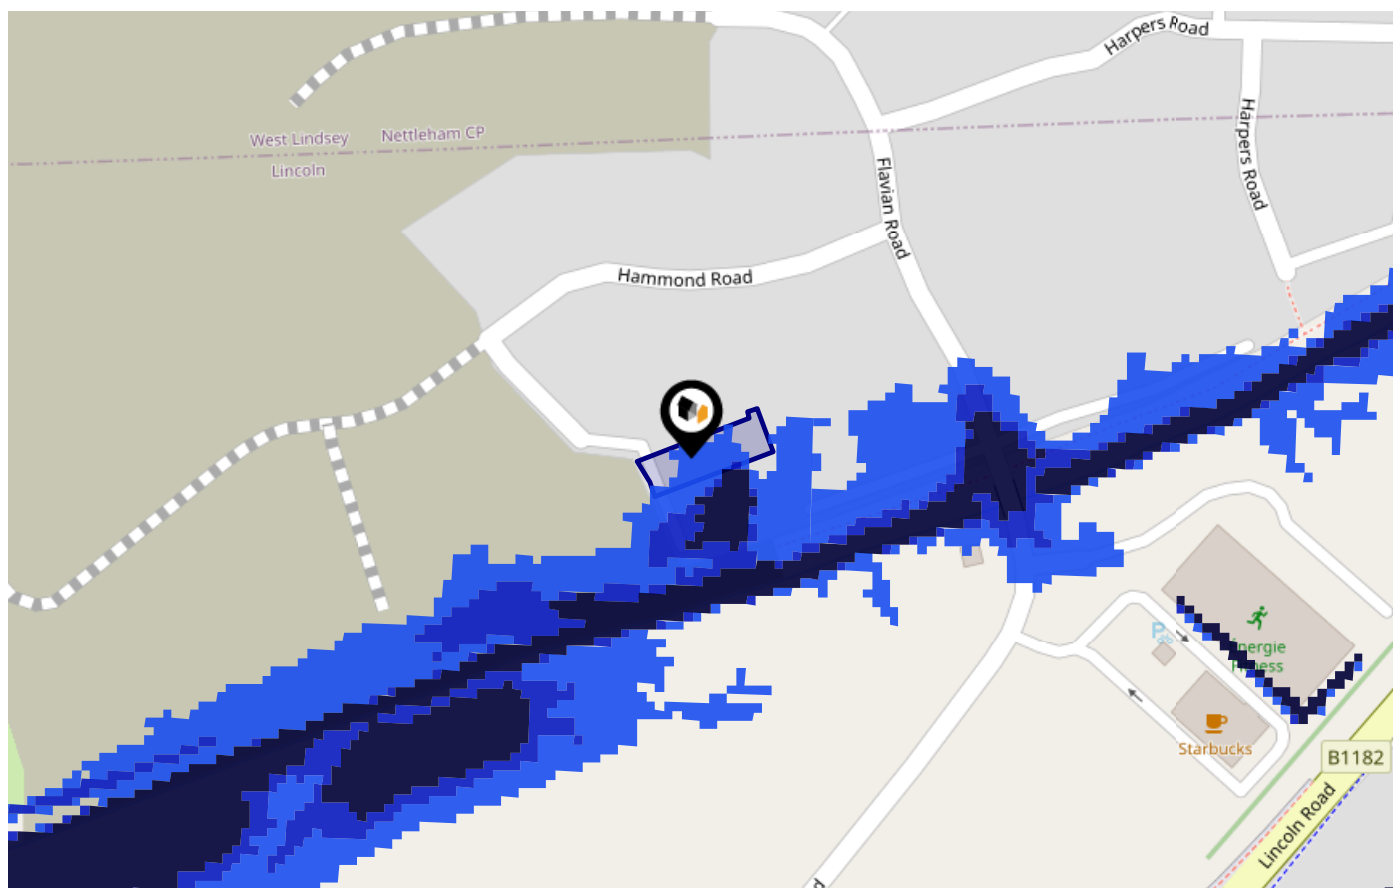 Harpers Road
West Lindsey
Nettleham CP
Lincoln
Harpers Road
Flavian Road
Hammond Road
Starbucks
B1182
Lincoln Road